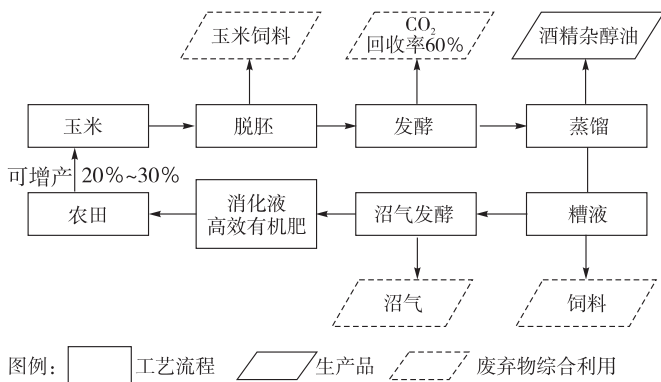 玉米饲料
CO₂
回收率60%
酒精杂醇油
玉米
脱胚
发酵
蒸馏
可增产
20%~30%
农田
消化液
高效有机肥
沼气发酵
糟液
沼气
饲料
图例：
工艺流程
生产品
废弃物综合利用